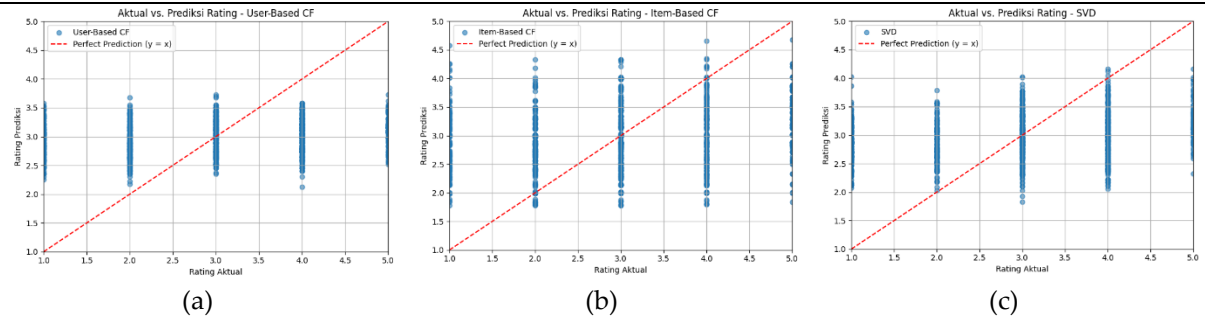 Aktual vs. Prediksi Rating - User-Based CF
User-Based CF
Perfect Prediction (y = x)
5.0
4.5
4.0
3.5
3.0
2.5
2.0
1.5
1.0
Rating Prediksi
1.0 1.5 2.0 2.5 3.0 3.5 4.0 4.5 5.0
Rating Aktual
(a)
Aktual vs. Prediksi Rating - Item-Based CF
Item-Based CF
Perfect Prediction (y = x)
5.0
4.5
4.0
3.5
3.0
2.5
2.0
1.5
1.0
Rating Prediksi
1.0 1.5 2.0 2.5 3.0 3.5 4.0 4.5 5.0
Rating Aktual
(b)
Aktual vs. Prediksi Rating - SVD
SVD
Perfect Prediction (y = x)
5.0
4.5
4.0
3.5
3.0
2.5
2.0
1.5
1.0
Rating Prediksi
1.0 1.5 2.0 2.5 3.0 3.5 4.0 4.5 5.0
Rating Aktual
(c)